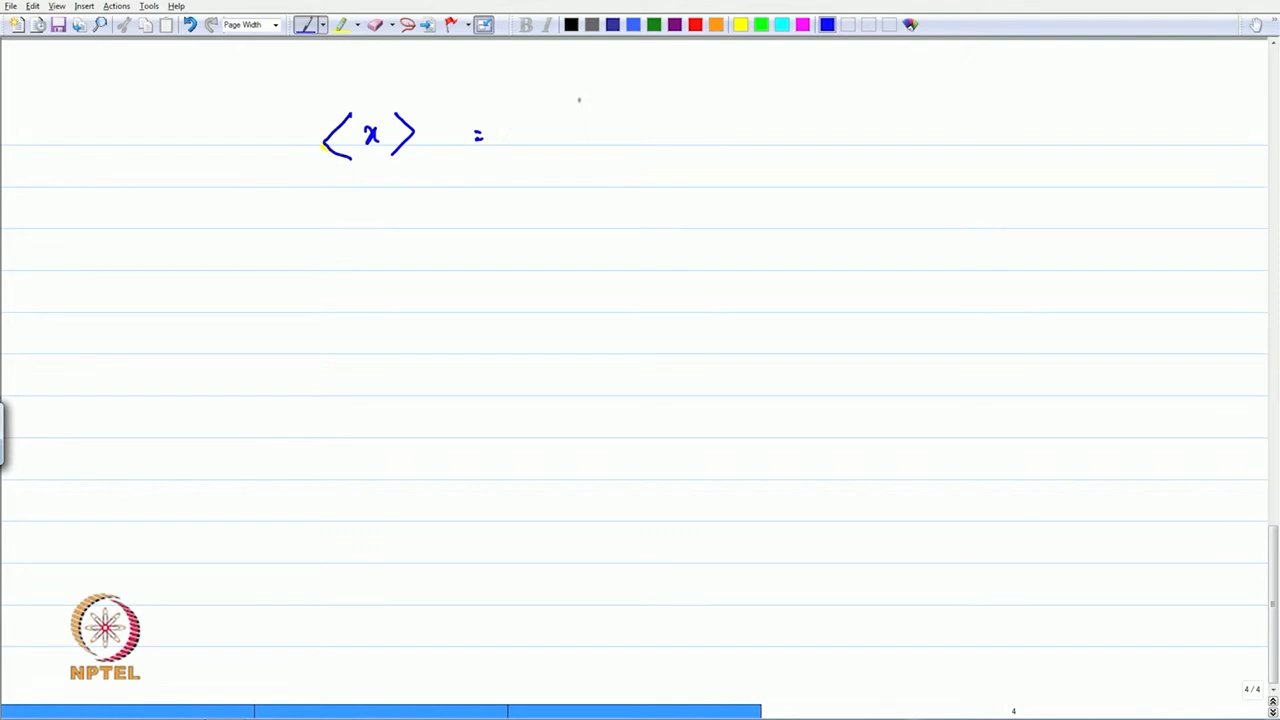 File Edit View Insert Actions Tools Help
Page Width
⟨ x ⟩ =
NPTEL
4 / 4
4